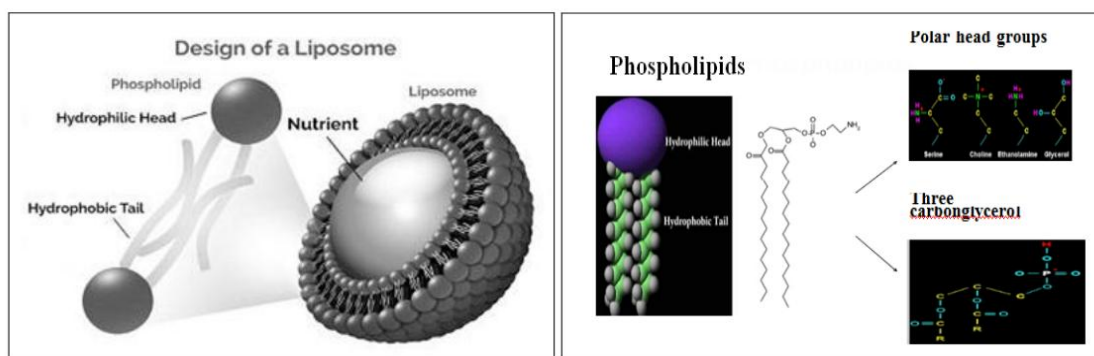 Design of a Liposome
Phospholipid
Hydrophilic Head
Liposome
Nutrient
Hydrophobic Tail
Phospholipids
Hydrophilic Head
Hydrophobic Tail
Polar head groups
Serine Choline Ethanolamine Glycerol
Three
carbonglycerol